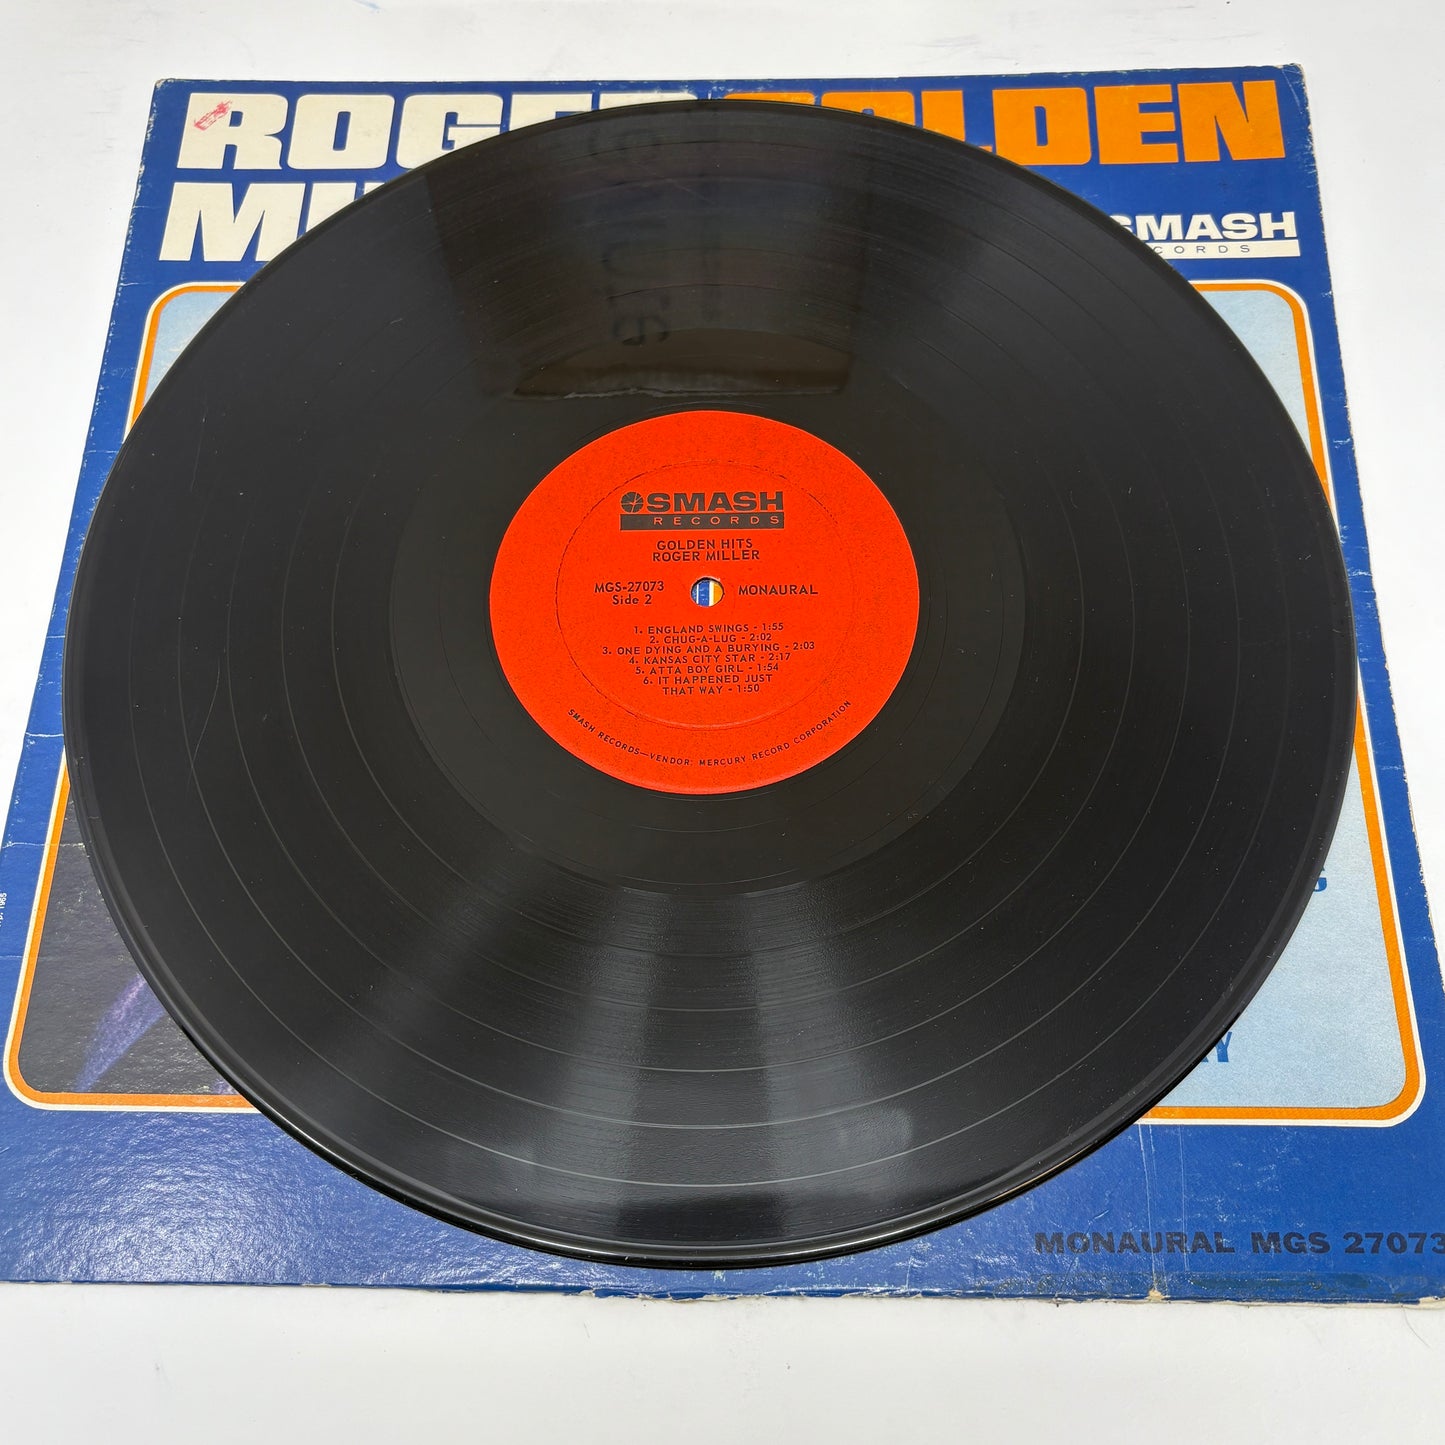 ROGER GOLDEN
SMASH
CORDS
SMASH
RECORDS
GOLDEN HITS
ROGER MILLER
MGS-27073
Side 2
MONAURAL
1. ENGLAND SWINGS - 1:55
2. CHUG-A-LUG - 2:02
3. ONE DYING AND A BURYING - 2:03
4. KANSAS CITY STAR - 2:17
5. ATTA BOY GIRL - 1:54
6. IT HAPPENED JUST
THAT WAY - 1:50
SMASH RECORDS—VENDOR: MERCURY RECORD CORPORATION
MONAURAL MGS 27073